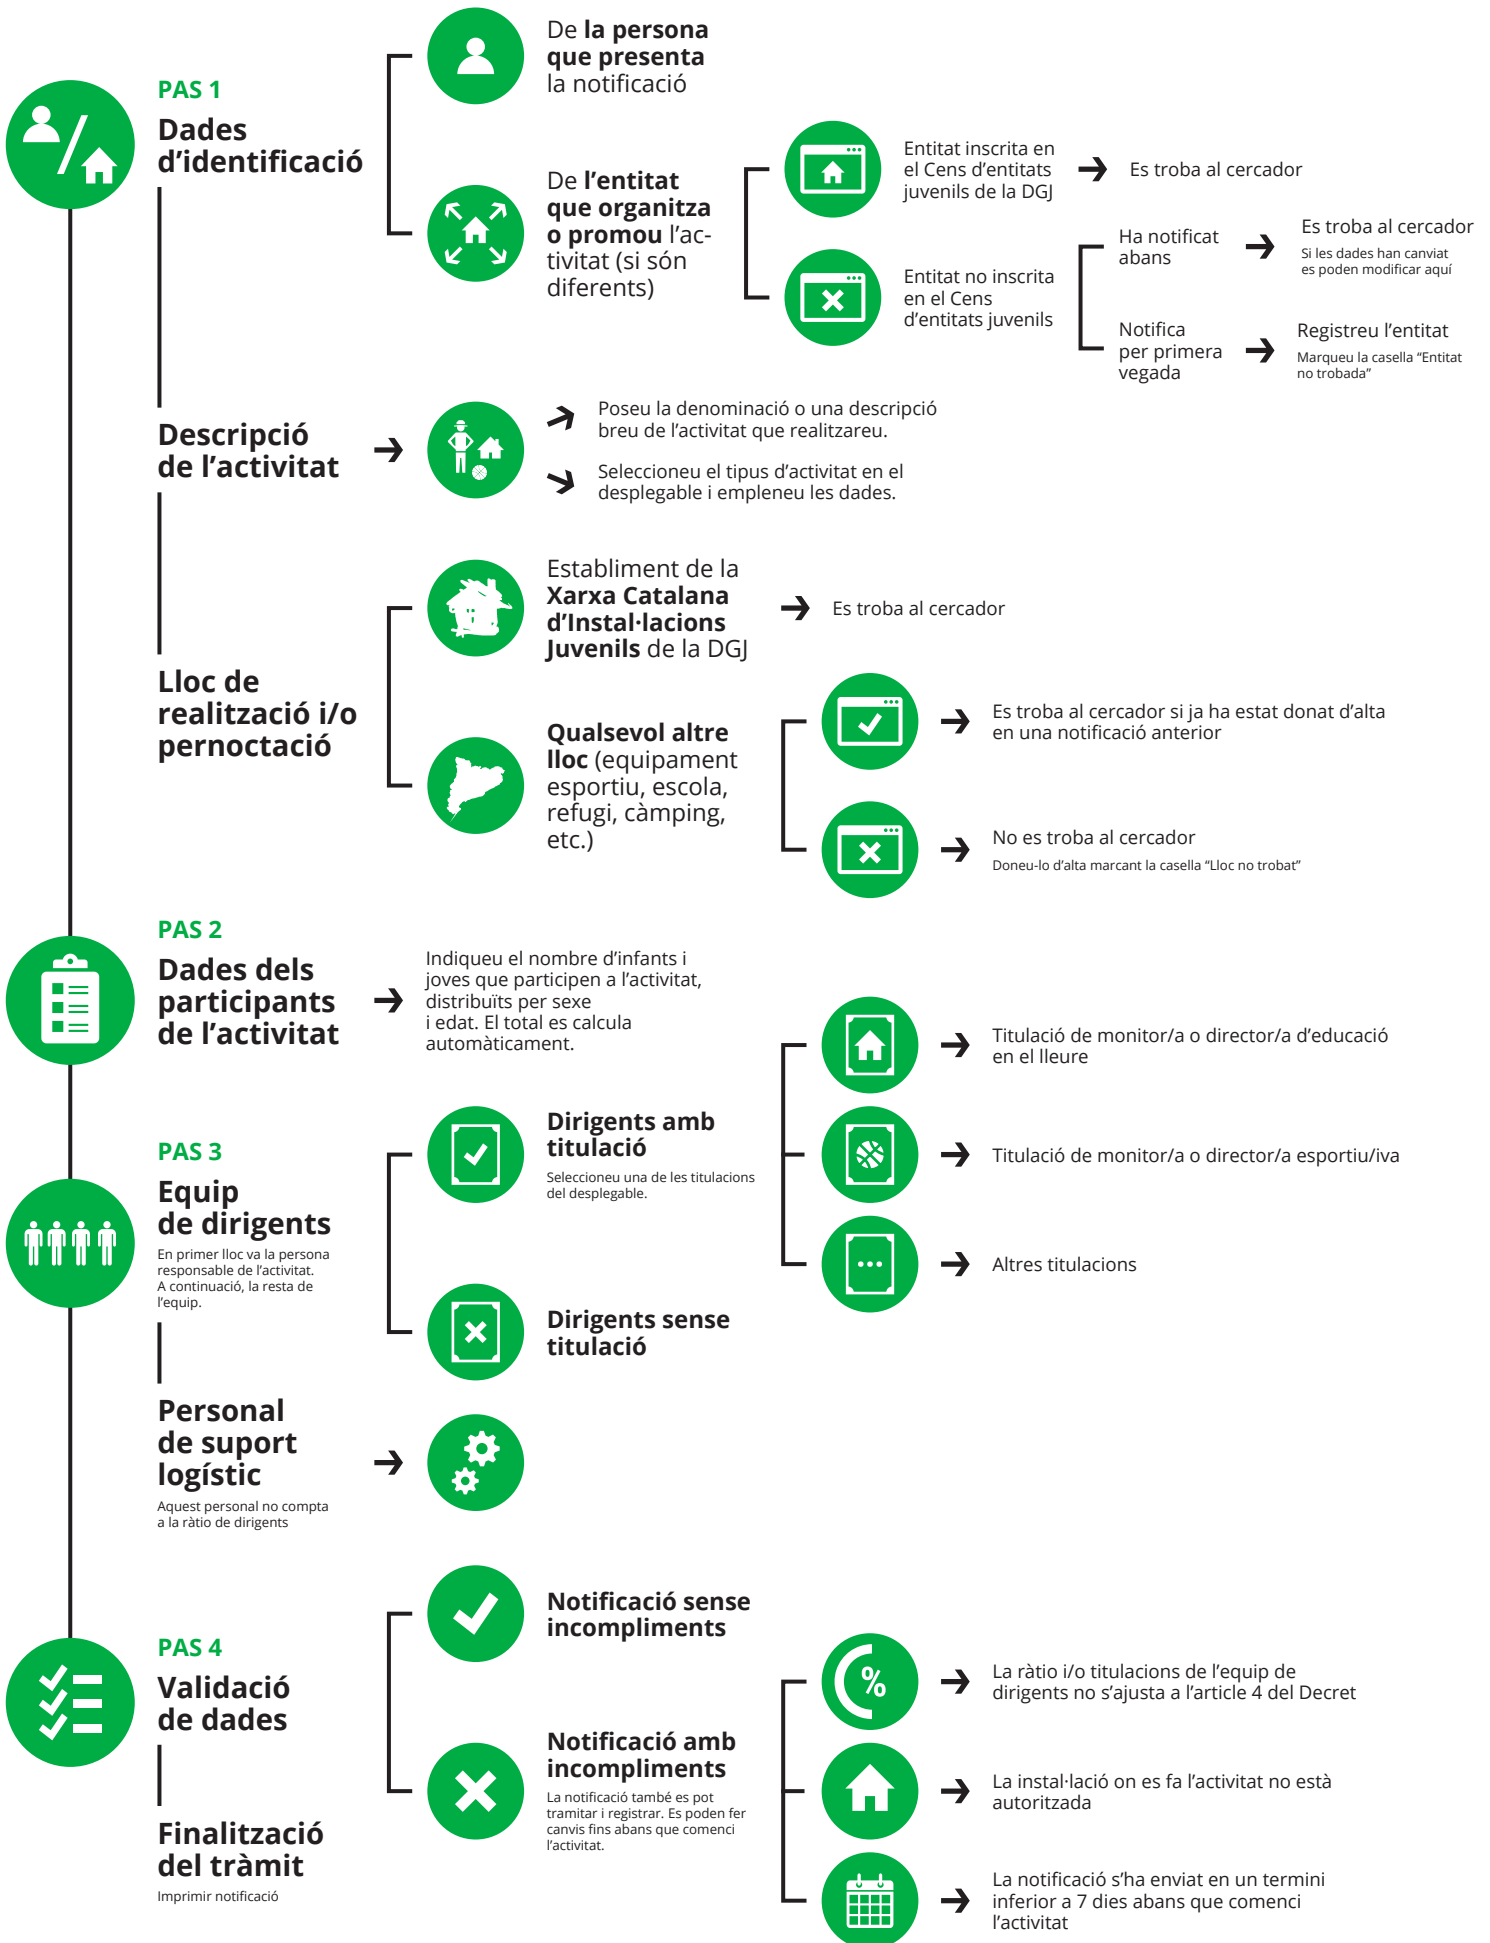 PAS 1
Dades
d’identificació
De la persona
que presenta
la notificació
De l’entitat
que organitza
o promou l’ac-
tivitat (si són
diferents)
Entitat inscrita en
el Cens d’entitats
juvenils de la DGJ
Es troba al cercador
Entitat no inscrita
en el Cens
d’entitats juvenils
Ha notificat
abans
Es troba al cercador
Si les dades han canviat
es poden modificar aquí
Notifica
per primera
vegada
Registreu l’entitat
Marqueu la casella “Entitat
no trobada”
Descripció
de l’activitat
Poseu la denominació o una descripció
breu de l’activitat que realitzareu.
Seleccioneu el tipus d’activitat en el
desplegable i empleneu les dades.
Lloc de
realització i/o
pernoctació
Establiment de la
Xarxa Catalana
d’Instal·lacions
Juvenils de la DGJ
Es troba al cercador
Qualsevol altre
lloc (equipament
esportiu, escola,
refugi, càmping,
etc.)
Es troba al cercador si ja ha estat donat d’alta
en una notificació anterior
No es troba al cercador
Doneu-lo d’alta marcant la casella “Lloc no trobat”
PAS 2
Dades dels
participants
de l’activitat
Indiqueu el nombre d’infants i
joves que participen a l’activitat,
distribuïts per sexe
i edat. El total es calcula
automàticament.
PAS 3
Equip
de dirigents
En primer lloc va la persona
responsable de l’activitat.
A continuació, la resta de
l’equip.
Dirigents amb
titulació
Seleccioneu una de les titulacions
del desplegable.
Titulació de monitor/a o director/a d’educació
en el lleure
Titulació de monitor/a o director/a esportiu/iva
Altres titulacions
Dirigents sense
titulació
Personal
de suport
logístic
Aquest personal no compta
a la ràtio de dirigents
PAS 4
Validació
de dades
Notificació sense
incompliments
Notificació amb
incompliments
La notificació també es pot
tramitar i registrar. Es poden fer
canvis fins abans que comenci
l’activitat.
%
La ràtio i/o titulacions de l’equip de
dirigents no s’ajusta a l’article 4 del Decret
La instal·lació on es fa l’activitat no està
autoritzada
La notificació s’ha enviat en un termini
inferior a 7 dies abans que comenci
l’activitat
Finalització
del tràmit
Imprimir notificació